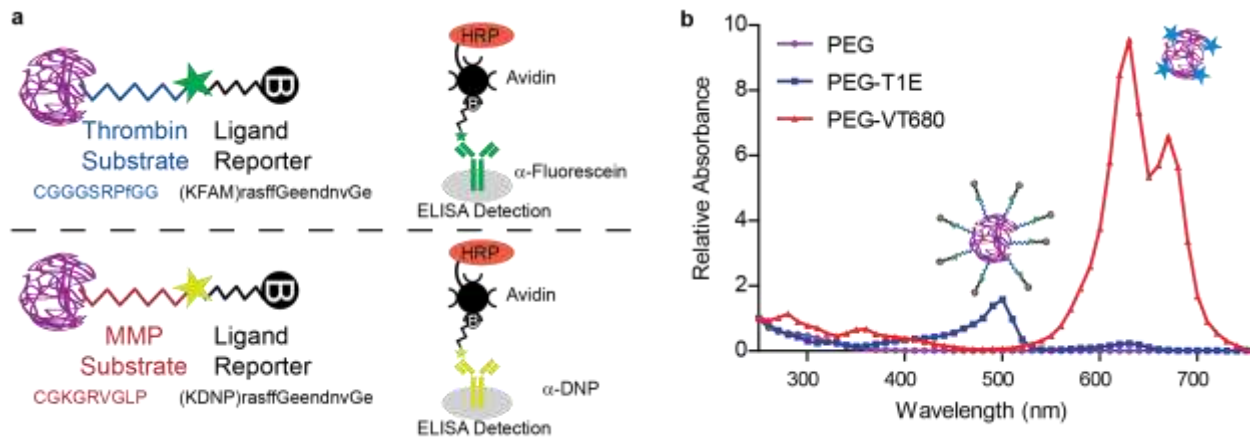 a
Thrombin
Substrate
CGGGSRPfGG
Ligand
Reporter
(KFAM)rasffGeendnvGe
B
HRP
Avidin
B
α-Fluorescein
ELISA Detection
MMP
Substrate
CGKGRVGLP
Ligand
Reporter
(KDNP)rasffGeendnvGe
B
HRP
Avidin
B
α-DNP
ELISA Detection
b
Relative Absorbance
10
8
6
4
2
0
PEG
PEG-T1E
PEG-VT680
300 400 500 600 700
Wavelength (nm)